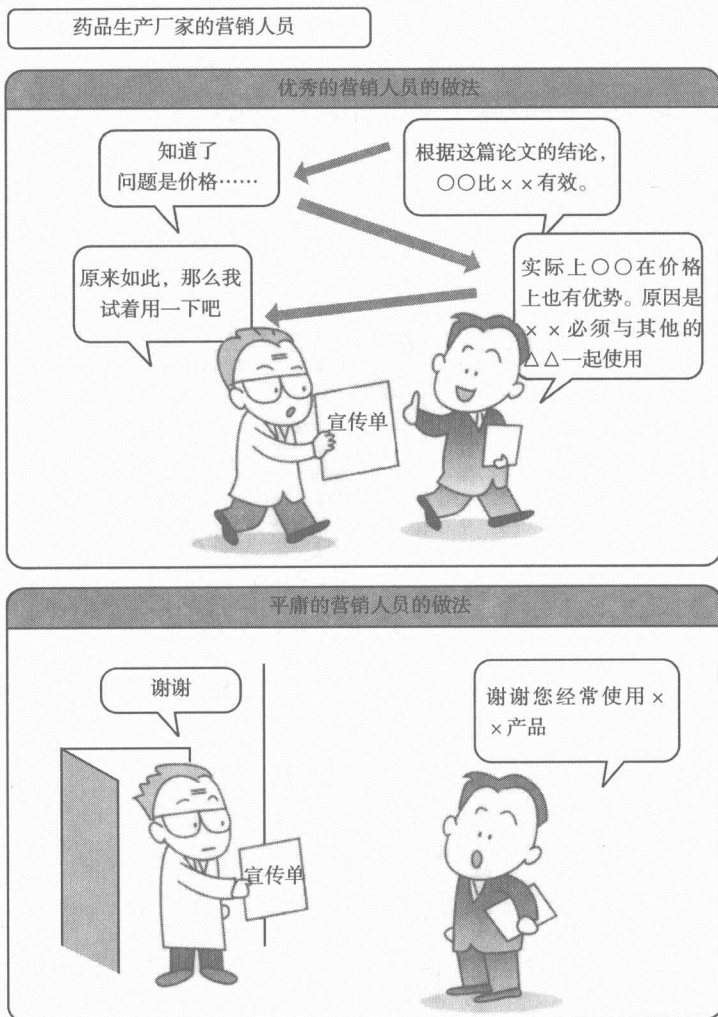 药品生产厂家的营销人员
优秀的营销人员的做法
根据这篇论文的结论，
○○比××有效。
知道了
问题是价格……
实际上○○在价格
上也有优势。原因是
××必须与其他的
△△一起使用
原来如此，那么我
试着用一下吧
宣传单
平庸的营销人员的做法
谢谢您经常使用×
×产品
谢谢
宣传单